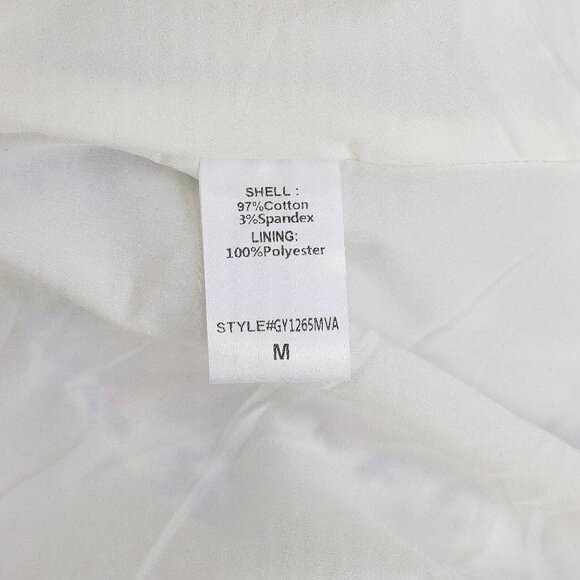 SHELL :
97%Cotton
3%Spandex
LINING:
100%Polyester
STYLE#GY1265MVA
M